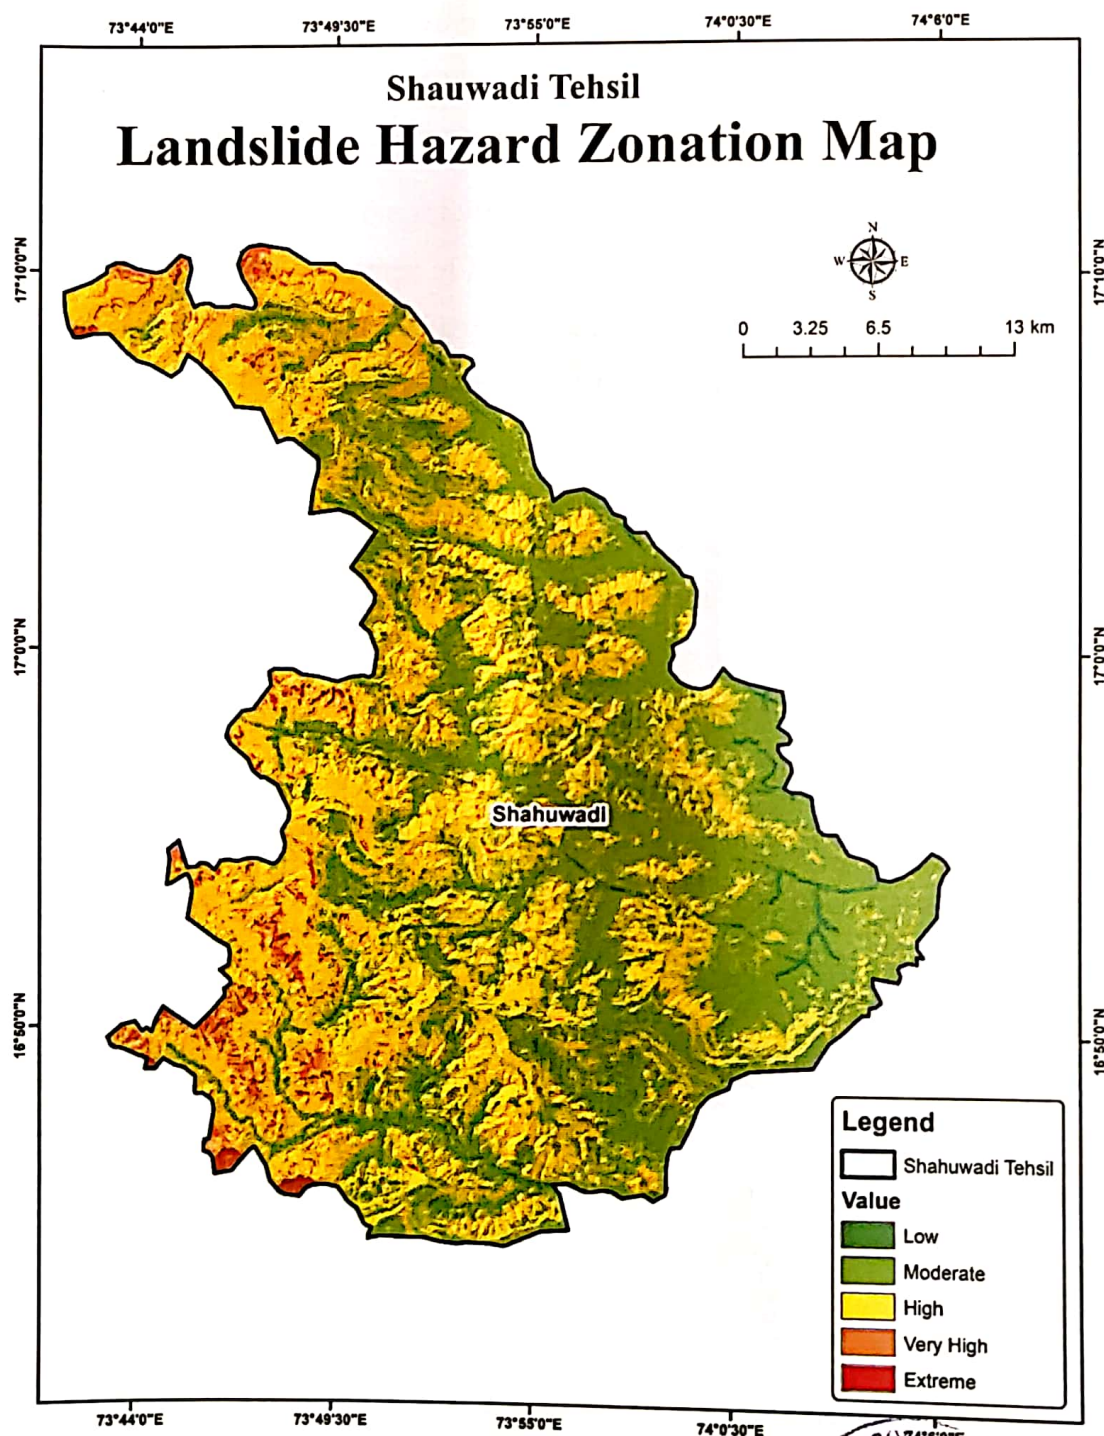 73°44'0"E 73°49'30"E 73°55'0"E 74°0'30"E 74°6'0"E
Shauwadi Tehsil
Landslide Hazard Zonation Map
N
W E
S
17°10'0"N 17°10'0"N
0 3.25 6.5 13 km
17°0'0"N 17°0'0"N
Shahuwadi
16°50'0"N 16°50'0"N
Legend
Shahuwadi Tehsil
Value
Low
Moderate
High
Very High
Extreme
73°44'0"E 73°49'30"E 73°55'0"E 74°0'30"E 74°6'0"E